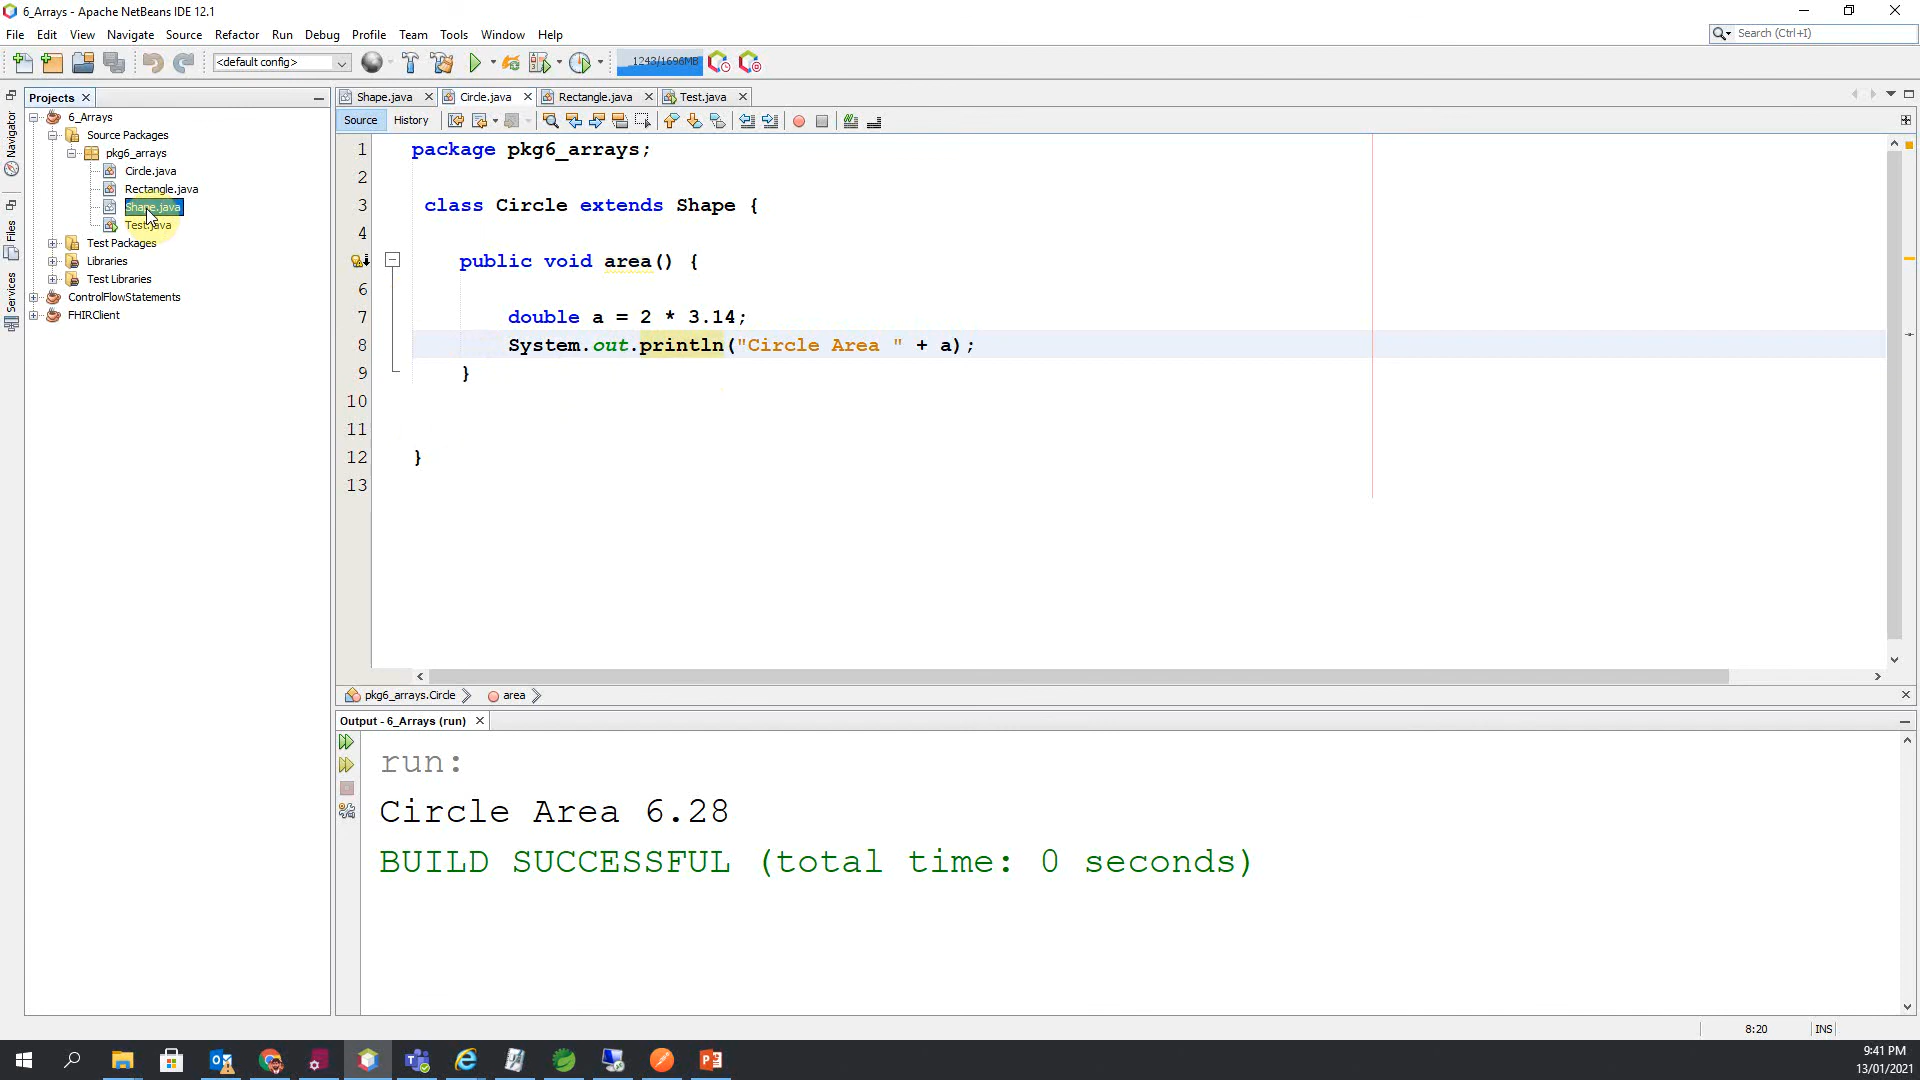 6_Arrays - Apache NetBeans IDE 12.1
File Edit View Navigate Source Refactor Run Debug Profile Team Tools Window Help
Search (Ctrl+I)
<default config>
1243/1696MB
Projects
Shape.java Circle.java Rectangle.java Test.java
Source History
Navigator
Files
Services
6_Arrays
Source Packages
pkg6_arrays
Circle.java
Rectangle.java
Shape.java
Test.java
Test Packages
Libraries
Test Libraries
ControlFlowStatements
FHIRClient
1 package pkg6_arrays;
2
3 class Circle extends Shape {
4
5 public void area() {
6
7 double a = 2 * 3.14;
8 System.out.println("Circle Area " + a);
9 }
10
11
12 }
13
pkg6_arrays.Circle area
Output - 6_Arrays (run)
run:
Circle Area 6.28
BUILD SUCCESSFUL (total time: 0 seconds)
8:20 INS
9:41 PM
13/01/2021